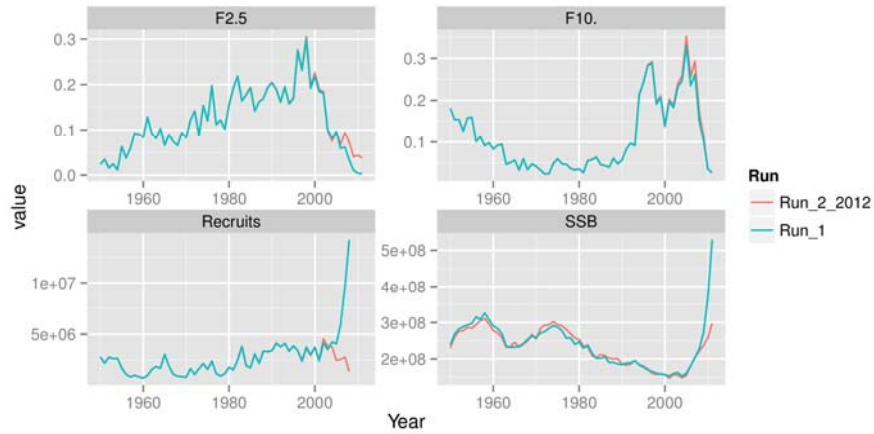 F2.5
F10.
0.3
0.2
0.1
0.0
1960
1980
2000
0.3
0.2
0.1
1960
1980
2000
value
Recruits
SSB
1e+07
5e+06
1960
1980
2000
5e+08
4e+08
3e+08
2e+08
1960
1980
2000
Year
Run
Run_2_2012
Run_1